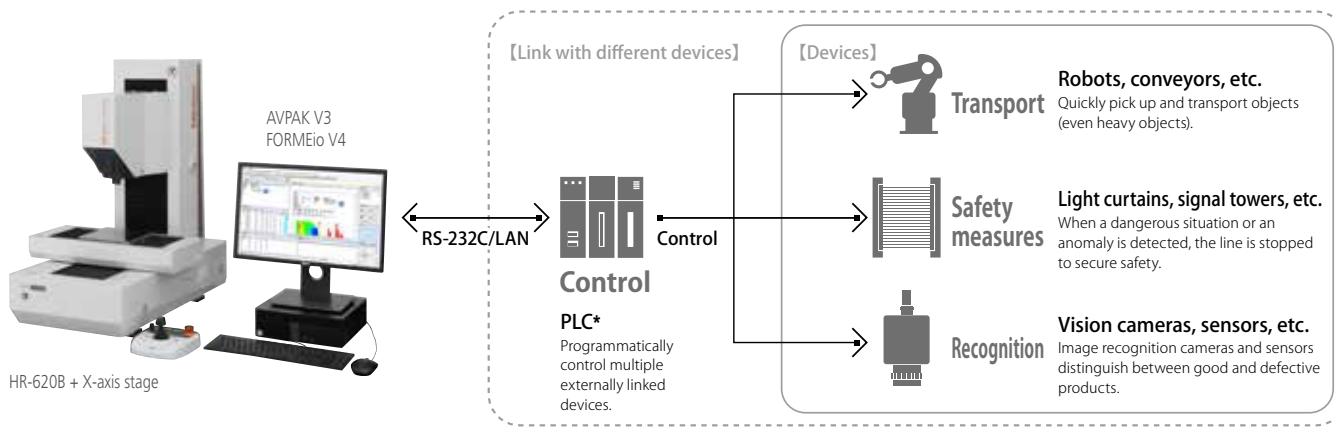 【Link with different devices】
【Devices】
AVPAK V3
FORMEio V4
HR-620B + X-axis stage
RS-232C/LAN
Control
PLC*
Programmatically
control multiple
externally linked
devices.
Control
Transport
Robots, conveyors, etc.
Quickly pick up and transport objects
(even heavy objects).
Safety
measures
Light curtains, signal towers, etc.
When a dangerous situation or an
anomaly is detected, the line is stopped
to secure safety.
Recognition
Vision cameras, sensors, etc.
Image recognition cameras and sensors
distinguish between good and defective
products.